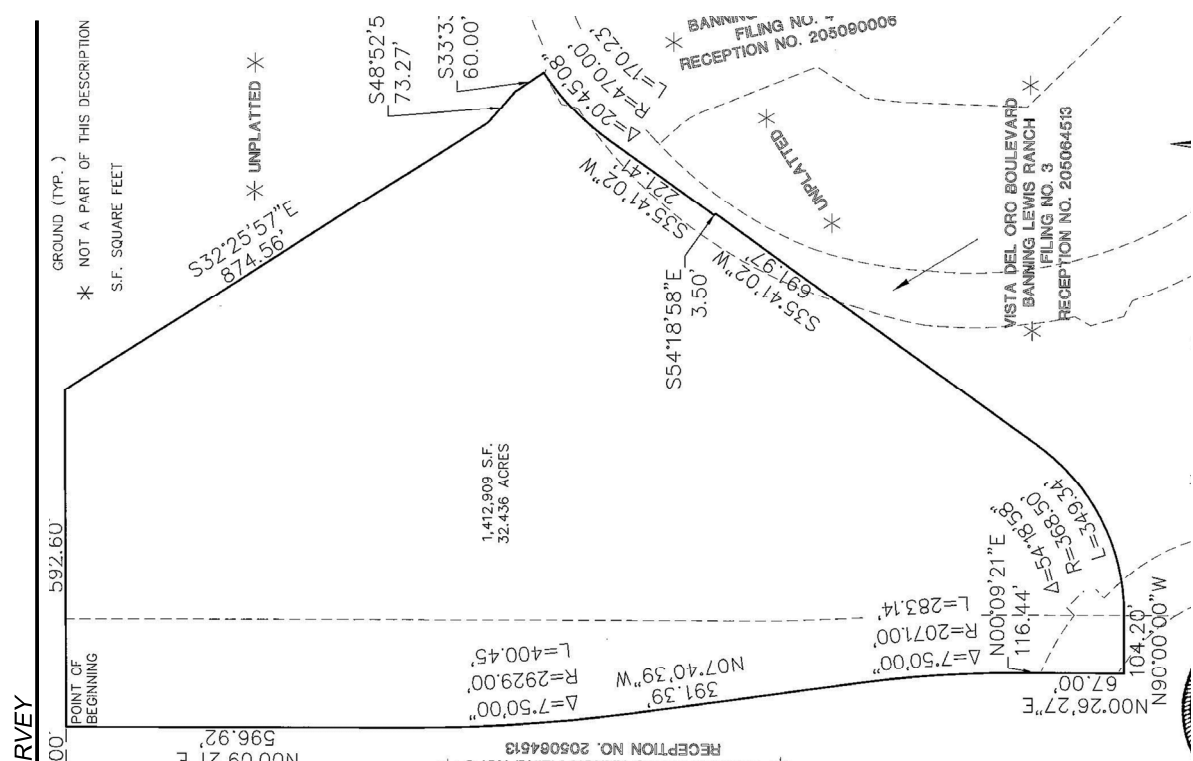 RVEY
GROUND (TYP. )
* NOT A PART OF THIS DESCRIPTION
S.F. SQUARE FEET
* UNPLATTED *
S48°52'5
73.27'
S33°3
60.00'
Δ=20°45'08"
R=470.00'
L=170.23'
FILING NO.
* RECEPTION NO. 205090006
* UNPLATTED *
VISTA DEL ORO BOULEVARD
* BANNING LEWIS RANCH *
FILING NO. 3
RECEPTION NO. 205064513
S32°25'57"E
874.56'
S35°41'02"W
221.41'
S54°18'58"E
3.50'
S35°41'02"W
691.97'
592.60'
1,412,909 S.F.
32.436 ACRES
POINT OF
BEGINNING
00'
N00°09'21"E
596.92'
Δ=7°50'00"
R=2929.00'
L=400.45'
N07°40'39"W
391.39'
Δ=7°50'00"
R=2071.00'
L=283.14'
N00°09'21"E
116.44'
Δ=54°18'58"
R=368.50'
L=349.34'
N00°26'27"E
67.00'
104.20'
N90°00'00"W
RECEPTION NO. 205064513